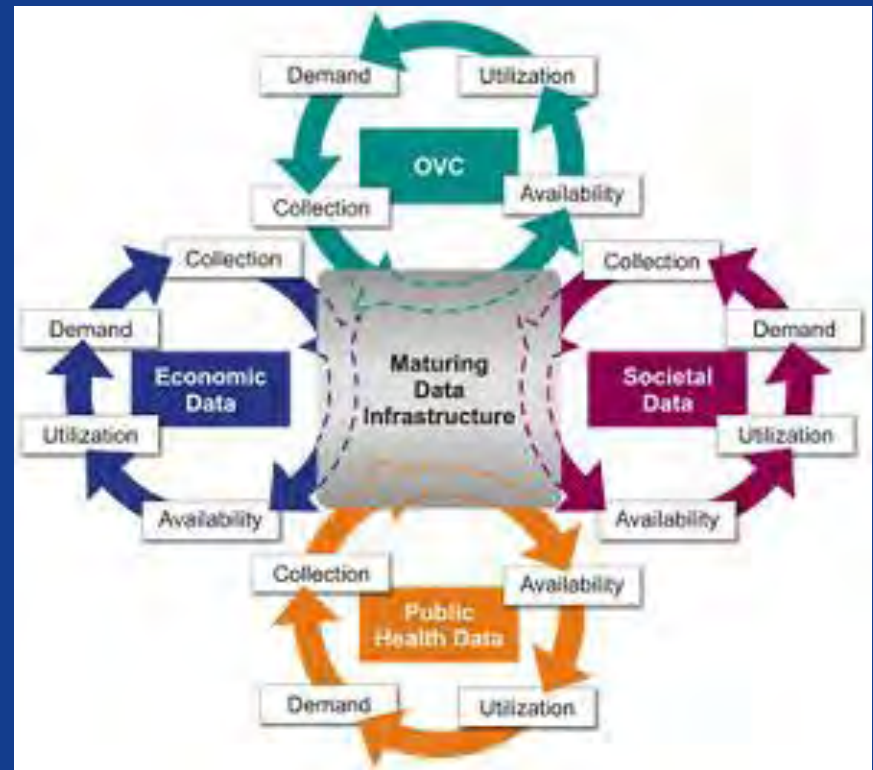 Demand
Utilization
OVC
Collection
Availability
Collection
Demand
Economic
Data
Utilization
Availability
Maturing
Data
Infrastructure
Collection
Demand
Societal
Data
Utilization
Availability
Collection
Availability
Public
Health Data
Demand
Utilization